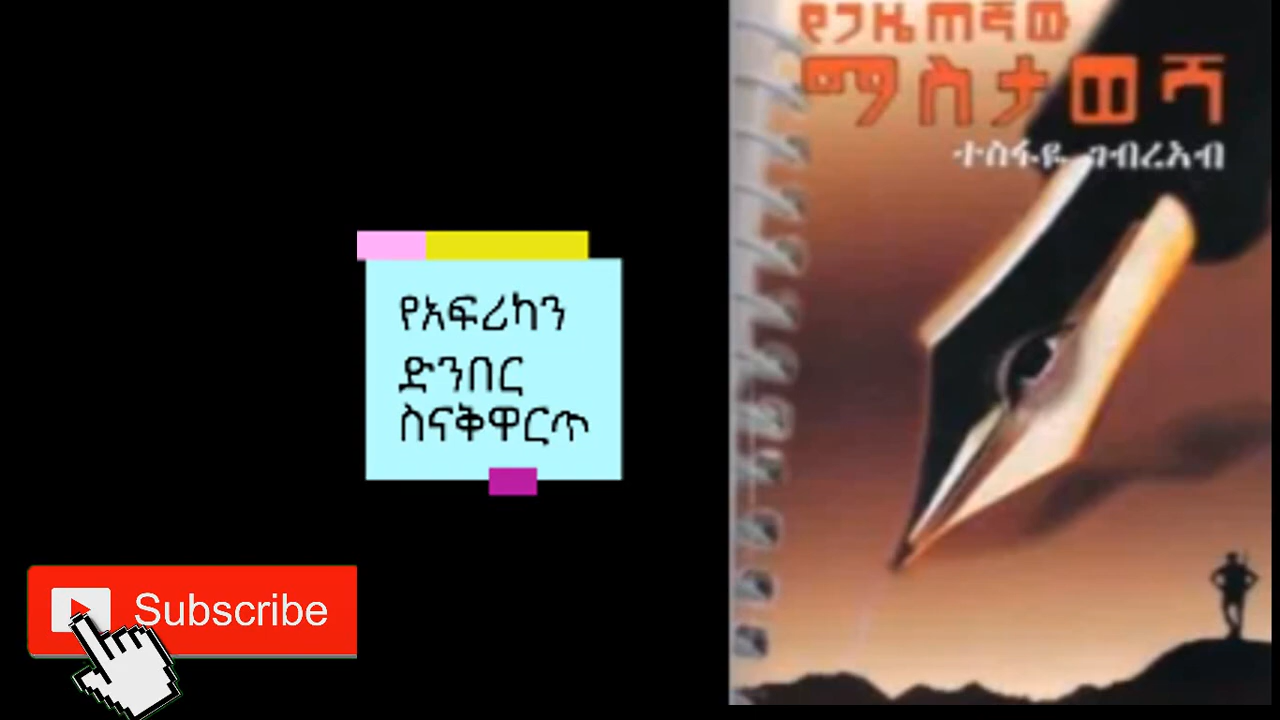 የአፍሪካን
ድንበር
ስናቅዋርጥ
Subscribe
የጋዜጠኛው
ማስታወሻ
ተስፋዬ ገብረአብ